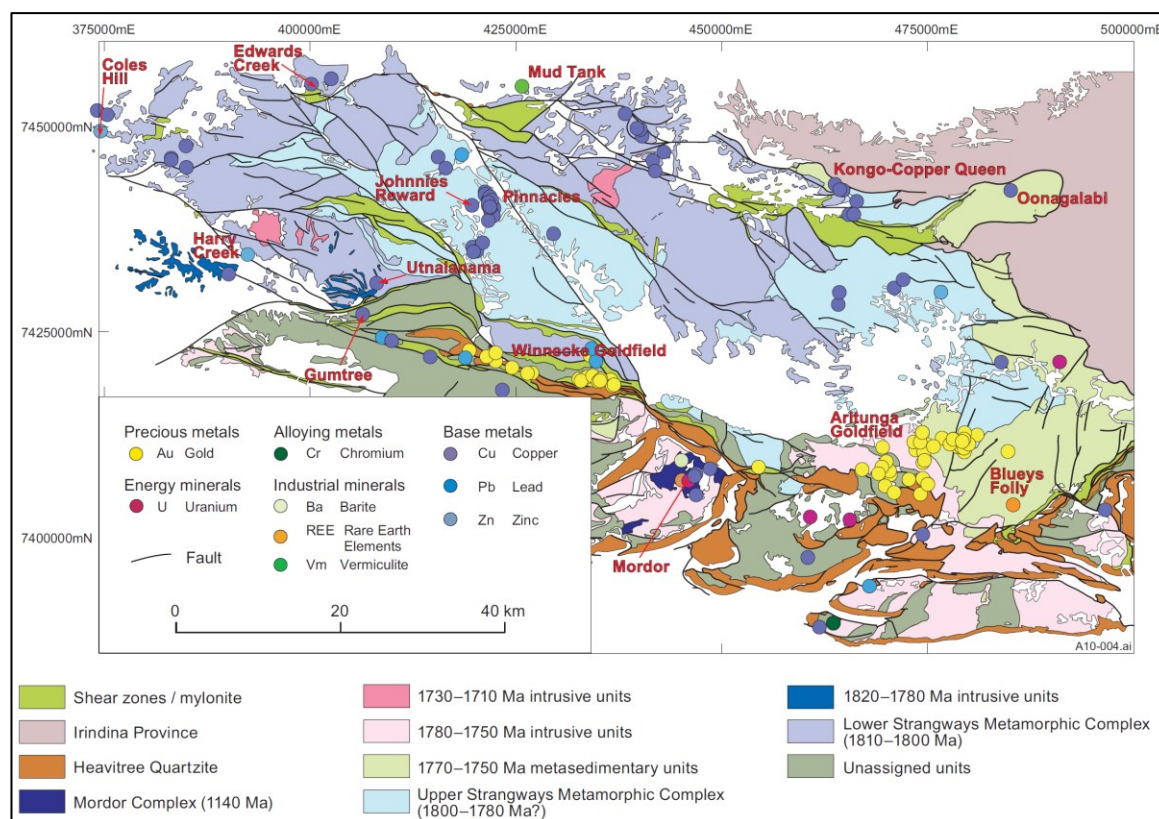 375000mE 400000mE 425000mE 450000mE 475000mE 500000mE
Coles
Hill
Edwards
Creek
Mud Tank
7450000mN
Kongo-Copper Queen
Oonagalabi
Johnnies
Reward
Pinnacles
Harry
Creek
Utnalanama
7425000mN
Winnecke Goldfield
Gumtree
Arltunga
Goldfield
Blueys
Folly
7400000mN
Mordor
Precious metals
Au Gold
Energy minerals
U Uranium
Fault
Alloying metals
Cr Chromium
Industrial minerals
Ba Barite
REE Rare Earth
Elements
Vm Vermiculite
Base metals
Cu Copper
Pb Lead
Zn Zinc
0 20 40 km
A10-004.ai
Shear zones / mylonite
Irindina Province
Heavitree Quartzite
Mordor Complex (1140 Ma)
1730–1710 Ma intrusive units
1780–1750 Ma intrusive units
1770–1750 Ma metasedimentary units
Upper Strangways Metamorphic Complex
(1800–1780 Ma?)
1820–1780 Ma intrusive units
Lower Strangways Metamorphic Complex
(1810–1800 Ma)
Unassigned units